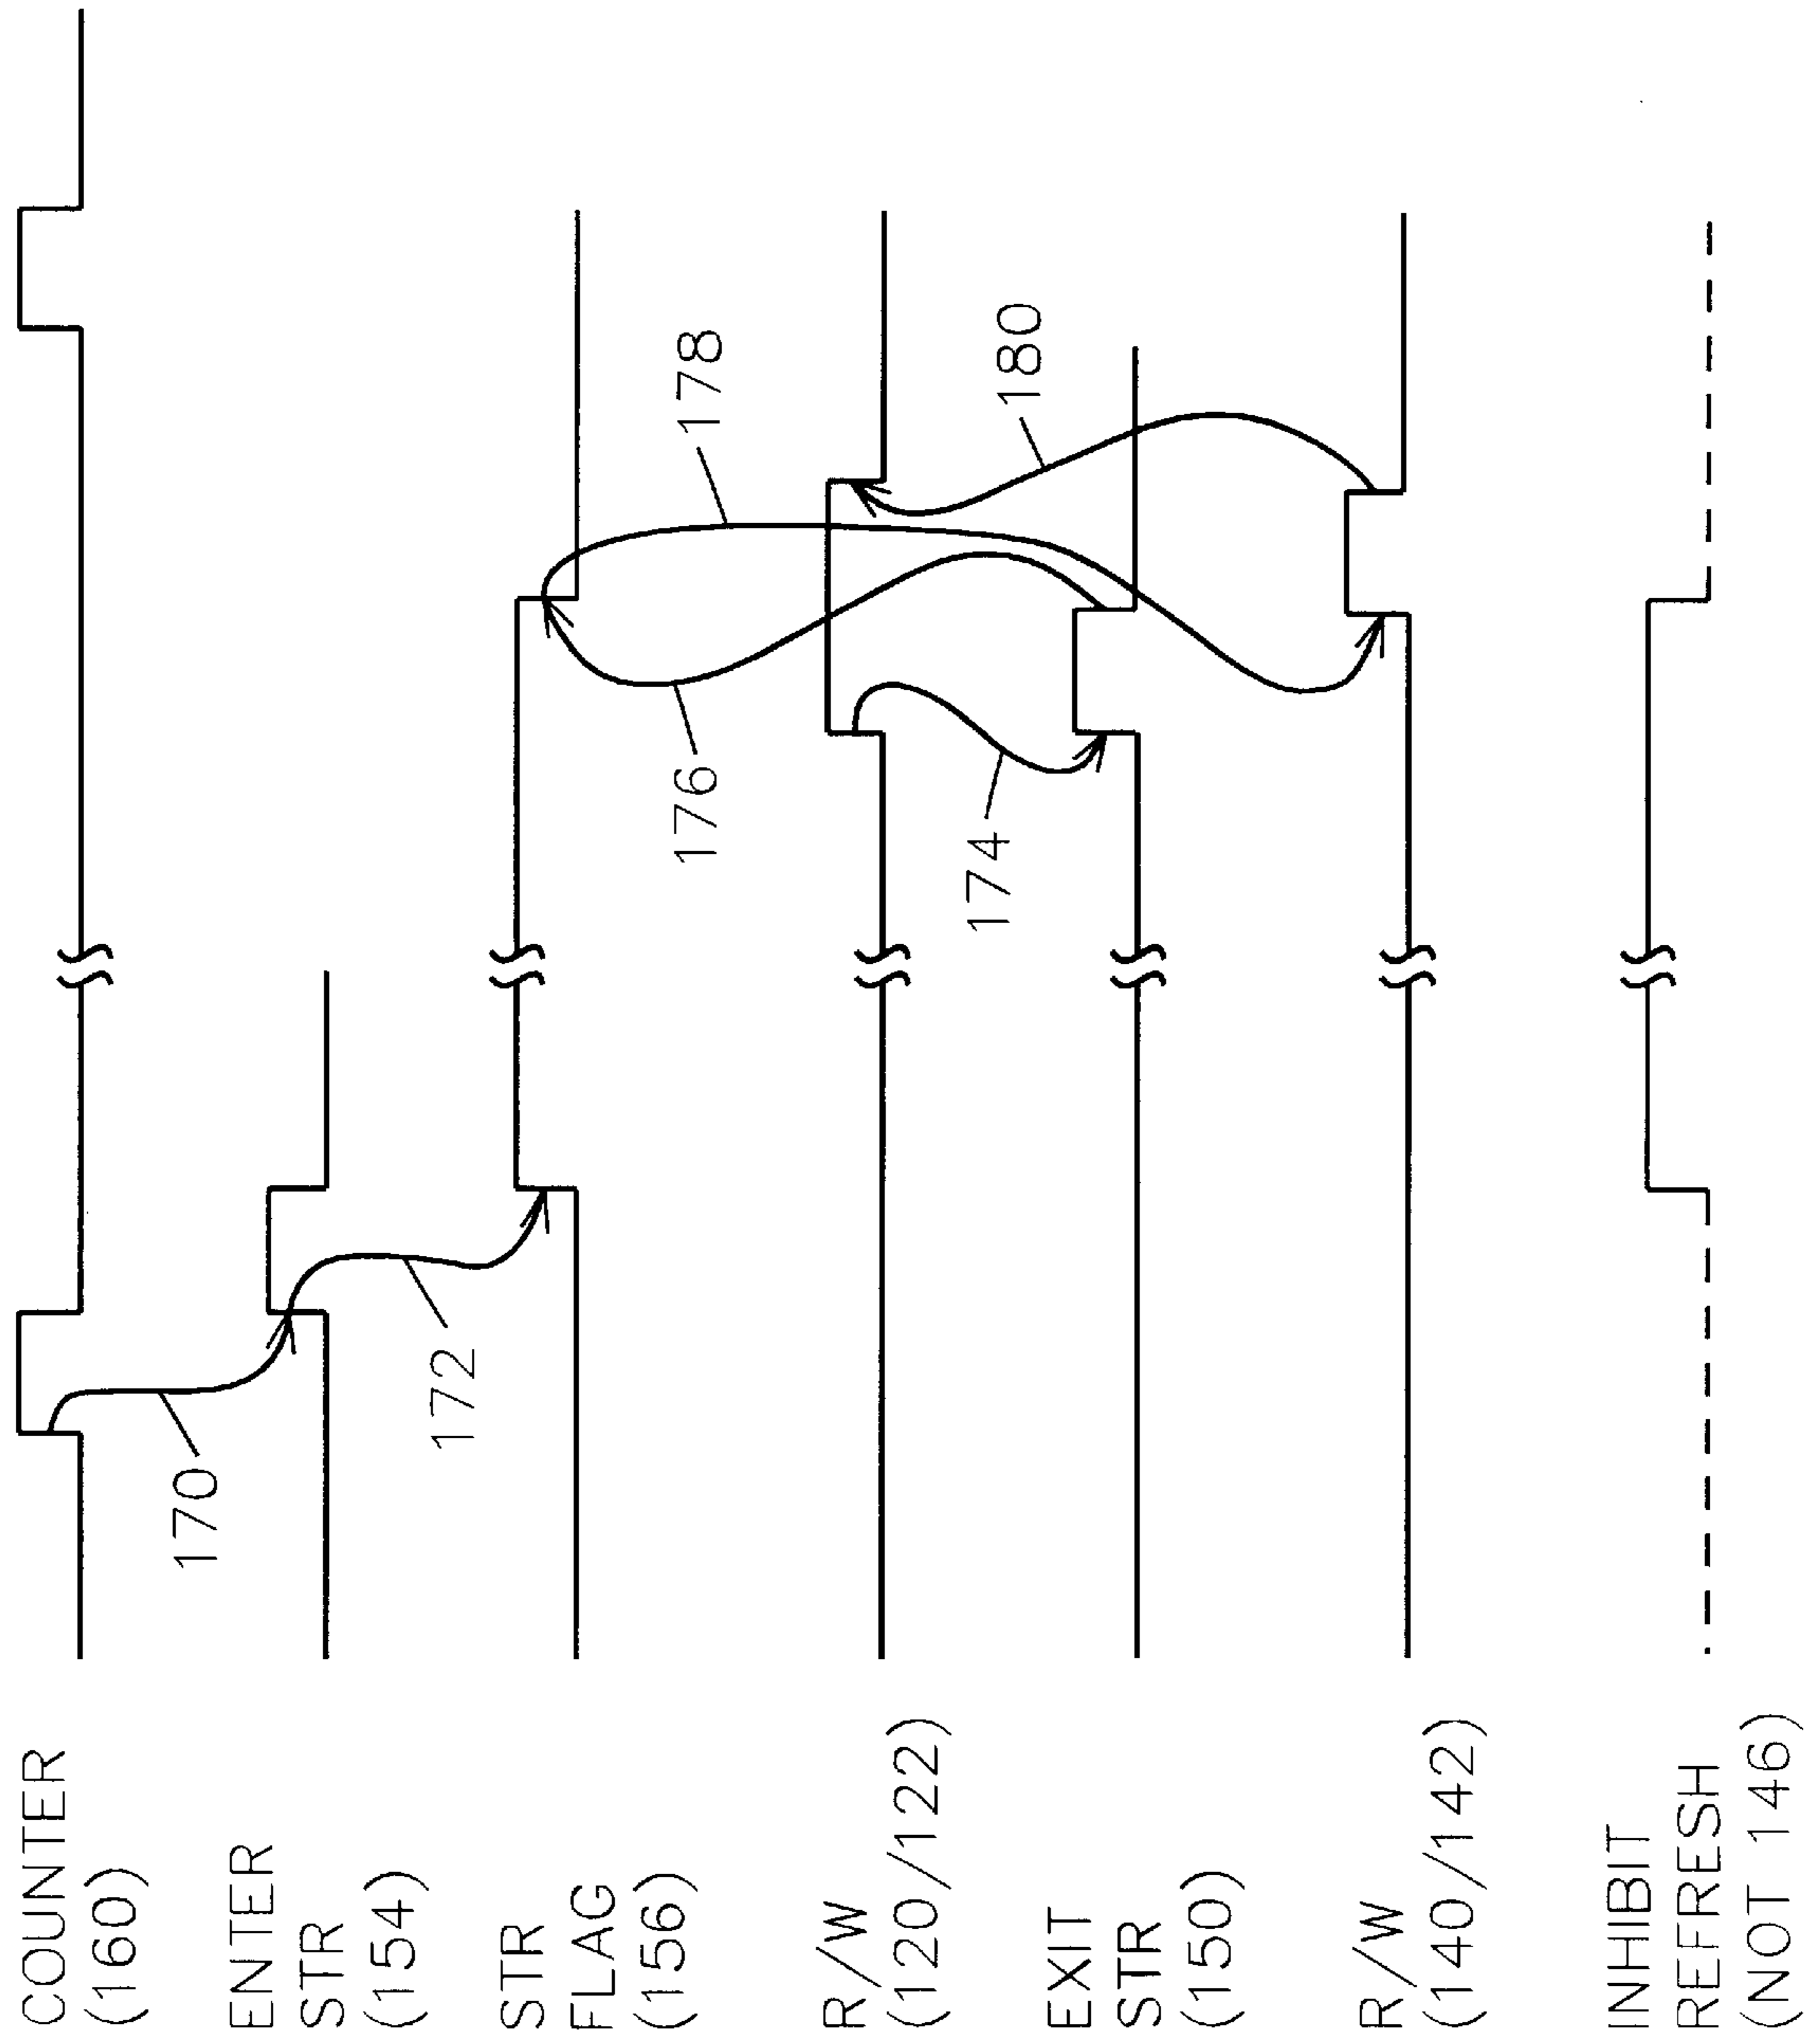 COUNTER
(160)
ENTER
STR
(154)
STR
FLAG
(156)
R/W
(120/122)
EXIT
STR
(150)
R/W
(140/142)
INHIBIT
REFRESH
(NOT 146)
170
172
176
178
174
180